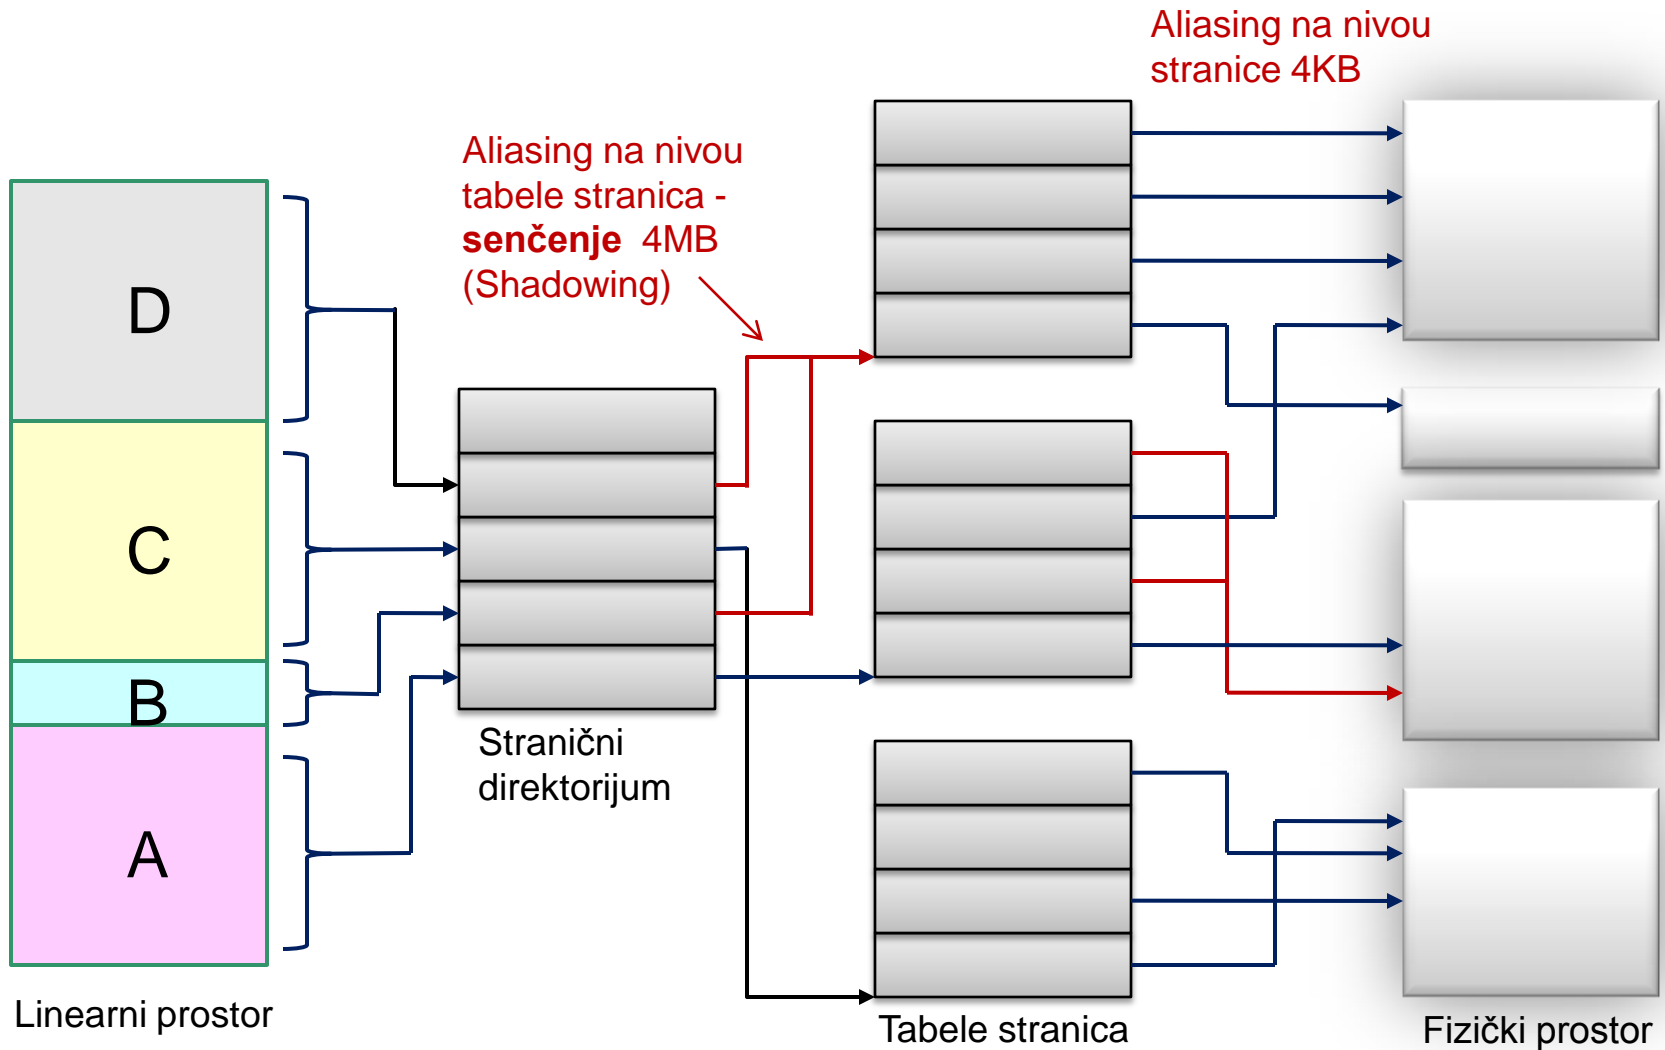 Aliasing na nivou
stranice 4KB
Aliasing na nivou
tabele stranica -
senčenje 4MB
(Shadowing)
D
C
B
A
Stranični
direktorijum
Linearni prostor
Tabele stranica
Fizički prostor